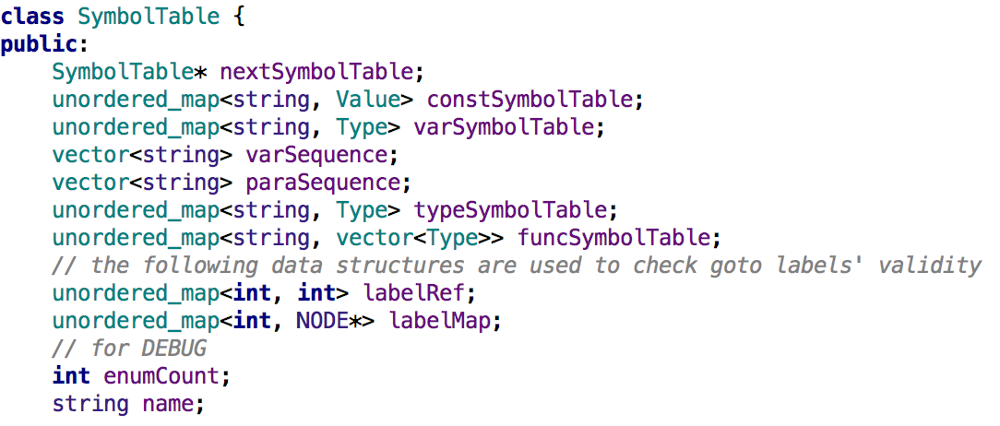 class SymbolTable {
public:
    SymbolTable* nextSymbolTable;
    unordered_map<string, Value> constSymbolTable;
    unordered_map<string, Type> varSymbolTable;
    vector<string> varSequence;
    vector<string> paraSequence;
    unordered_map<string, Type> typeSymbolTable;
    unordered_map<string, vector<Type>> funcSymbolTable;
    // the following data structures are used to check goto labels' validity
    unordered_map<int, int> labelRef;
    unordered_map<int, NODE*> labelMap;
    // for DEBUG
    int enumCount;
    string name;